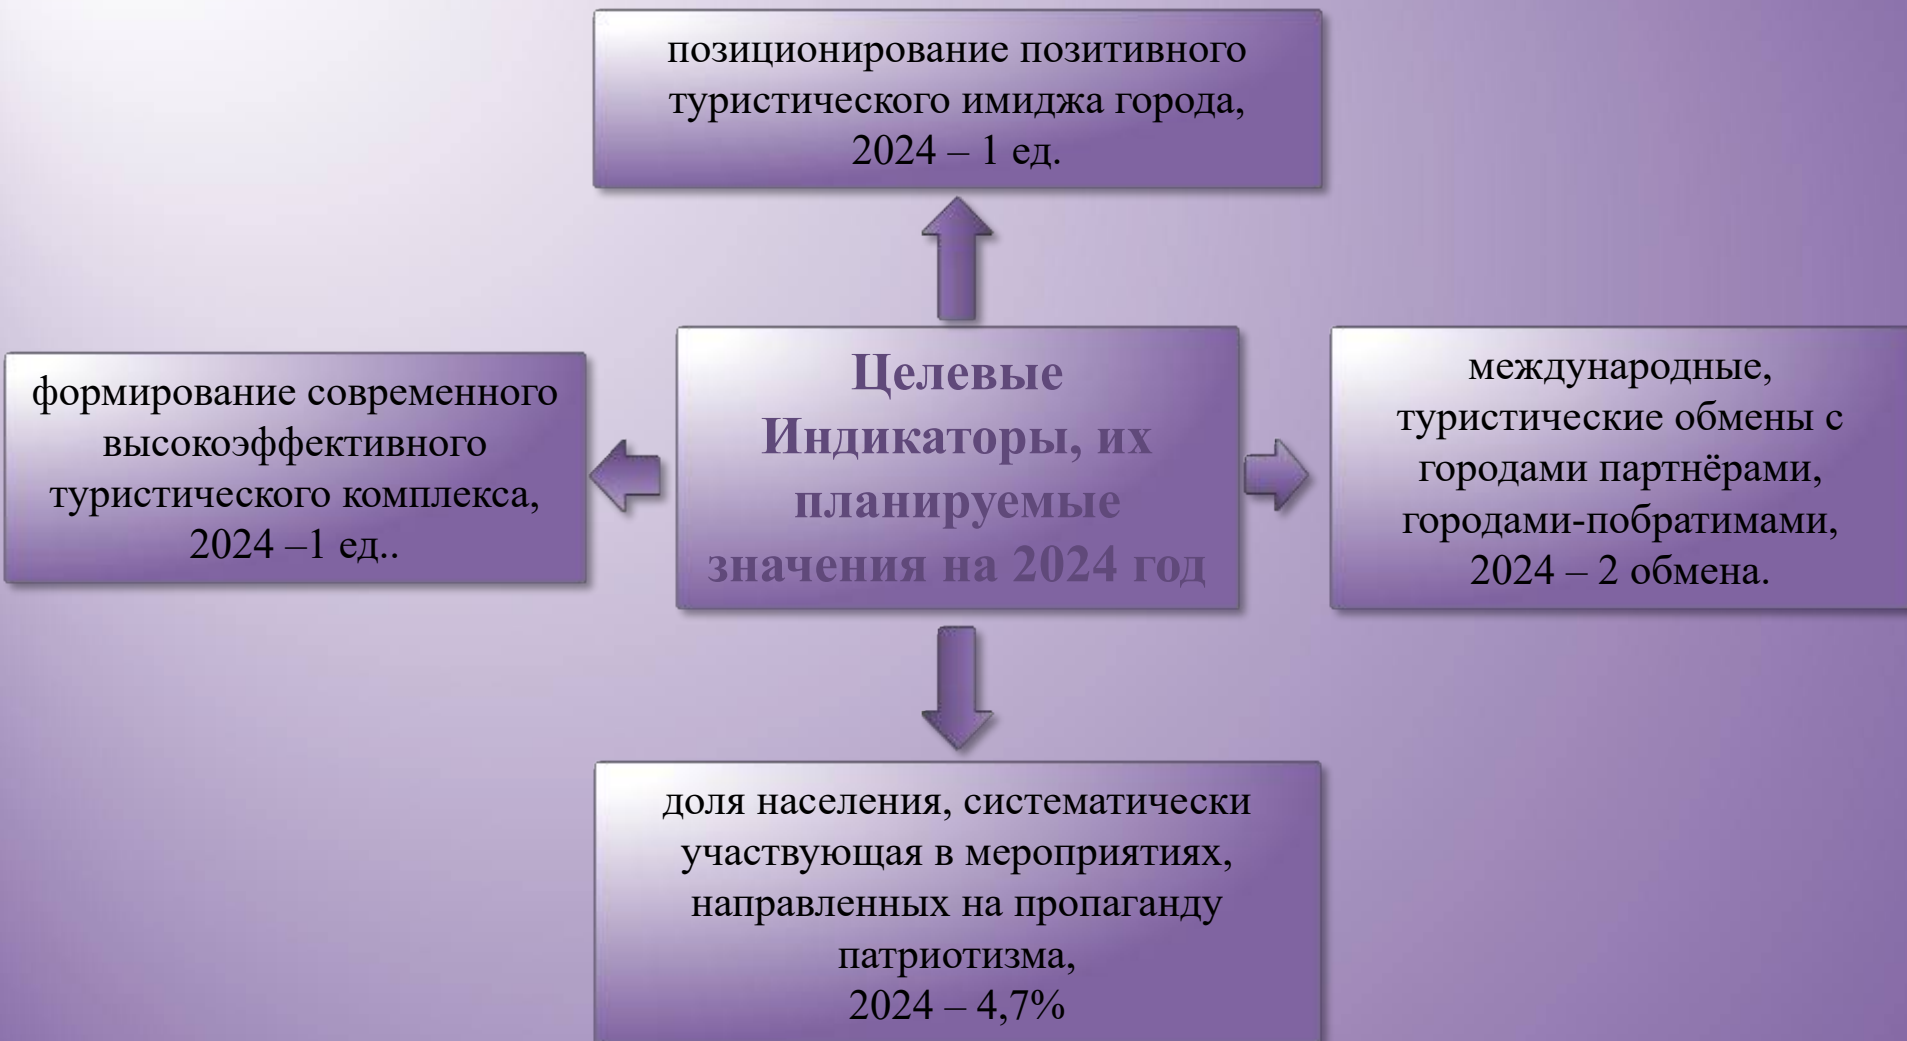 позиционирование позитивного
туристического имиджа города,
2024 – 1 ед.
формирование современного
высокоэффективного
туристического комплекса,
2024 –1 ед..
Целевые
Индикаторы, их
планируемые
значения на 2024 год
международные,
туристические обмены с
городами партнёрами,
городами-побратимами,
2024 – 2 обмена.
доля населения, систематически
участвующая в мероприятиях,
направленных на пропаганду
патриотизма,
2024 – 4,7%